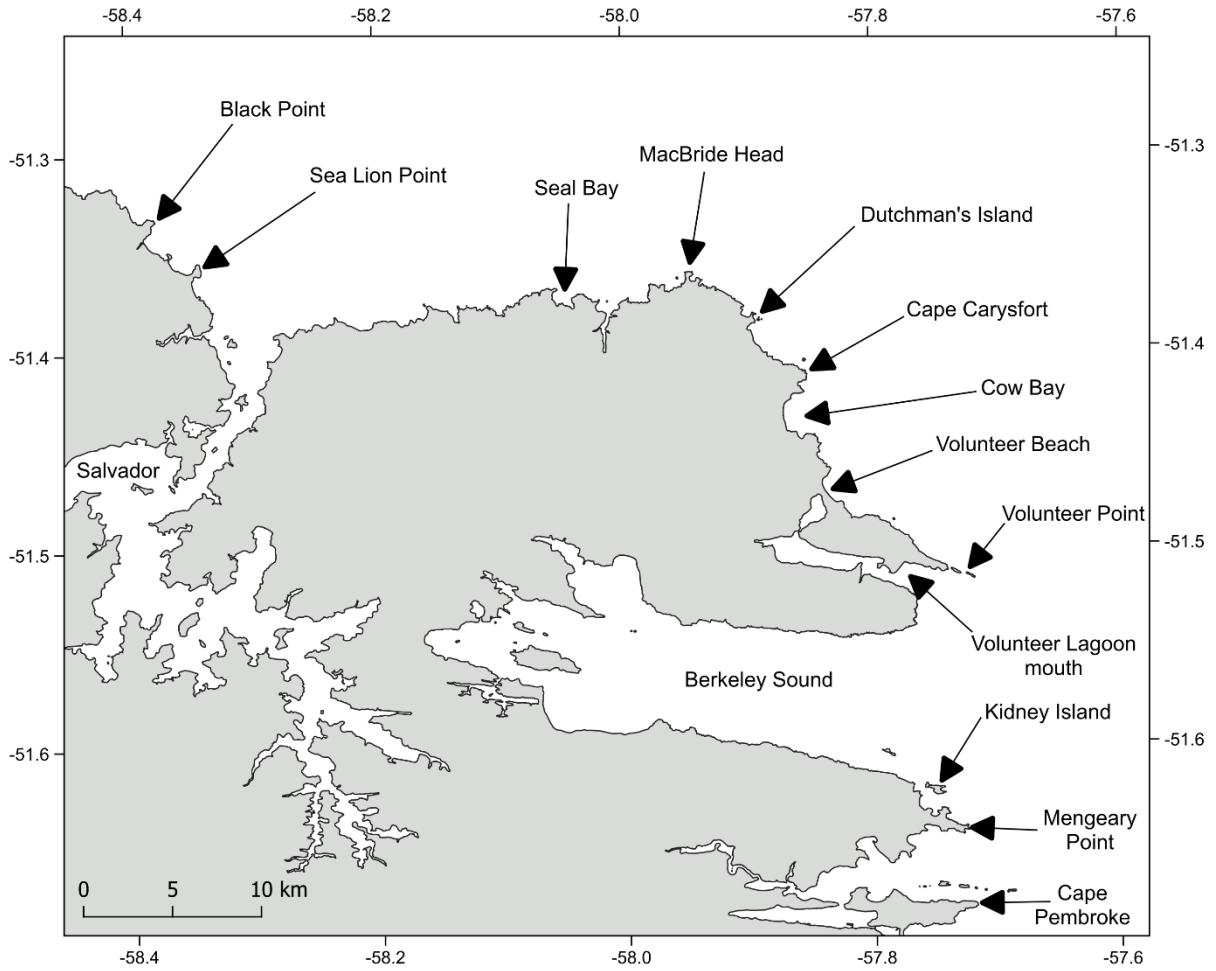 -58.4 -58.2 -58.0 -57.8 -57.6
Black Point
-51.3 -51.3
MacBride Head
Sea Lion Point
Seal Bay
Dutchman's Island
Cape Carysfort
-51.4 -51.4
Cow Bay
Volunteer Beach
Salvador
Volunteer Point
-51.5 -51.5
Volunteer Lagoon
mouth
Berkeley Sound
Kidney Island
-51.6 -51.6
Mengeary
Point
0 5 10 km
Cape
Pembroke
-58.4 -58.2 -58.0 -57.8 -57.6